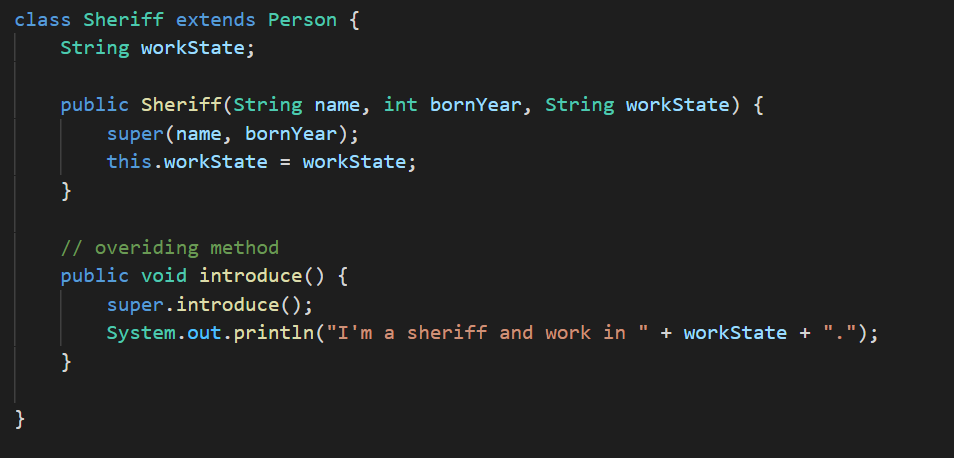 class Sheriff extends Person {
String workState;
public Sheriff(String name, int bornYear, String workState) {
super(name, bornYear);
this.workState = workState;
}
// overiding method
public void introduce() {
super.introduce();
System.out.println("I'm a sheriff and work in " + workState + ".");
}
}